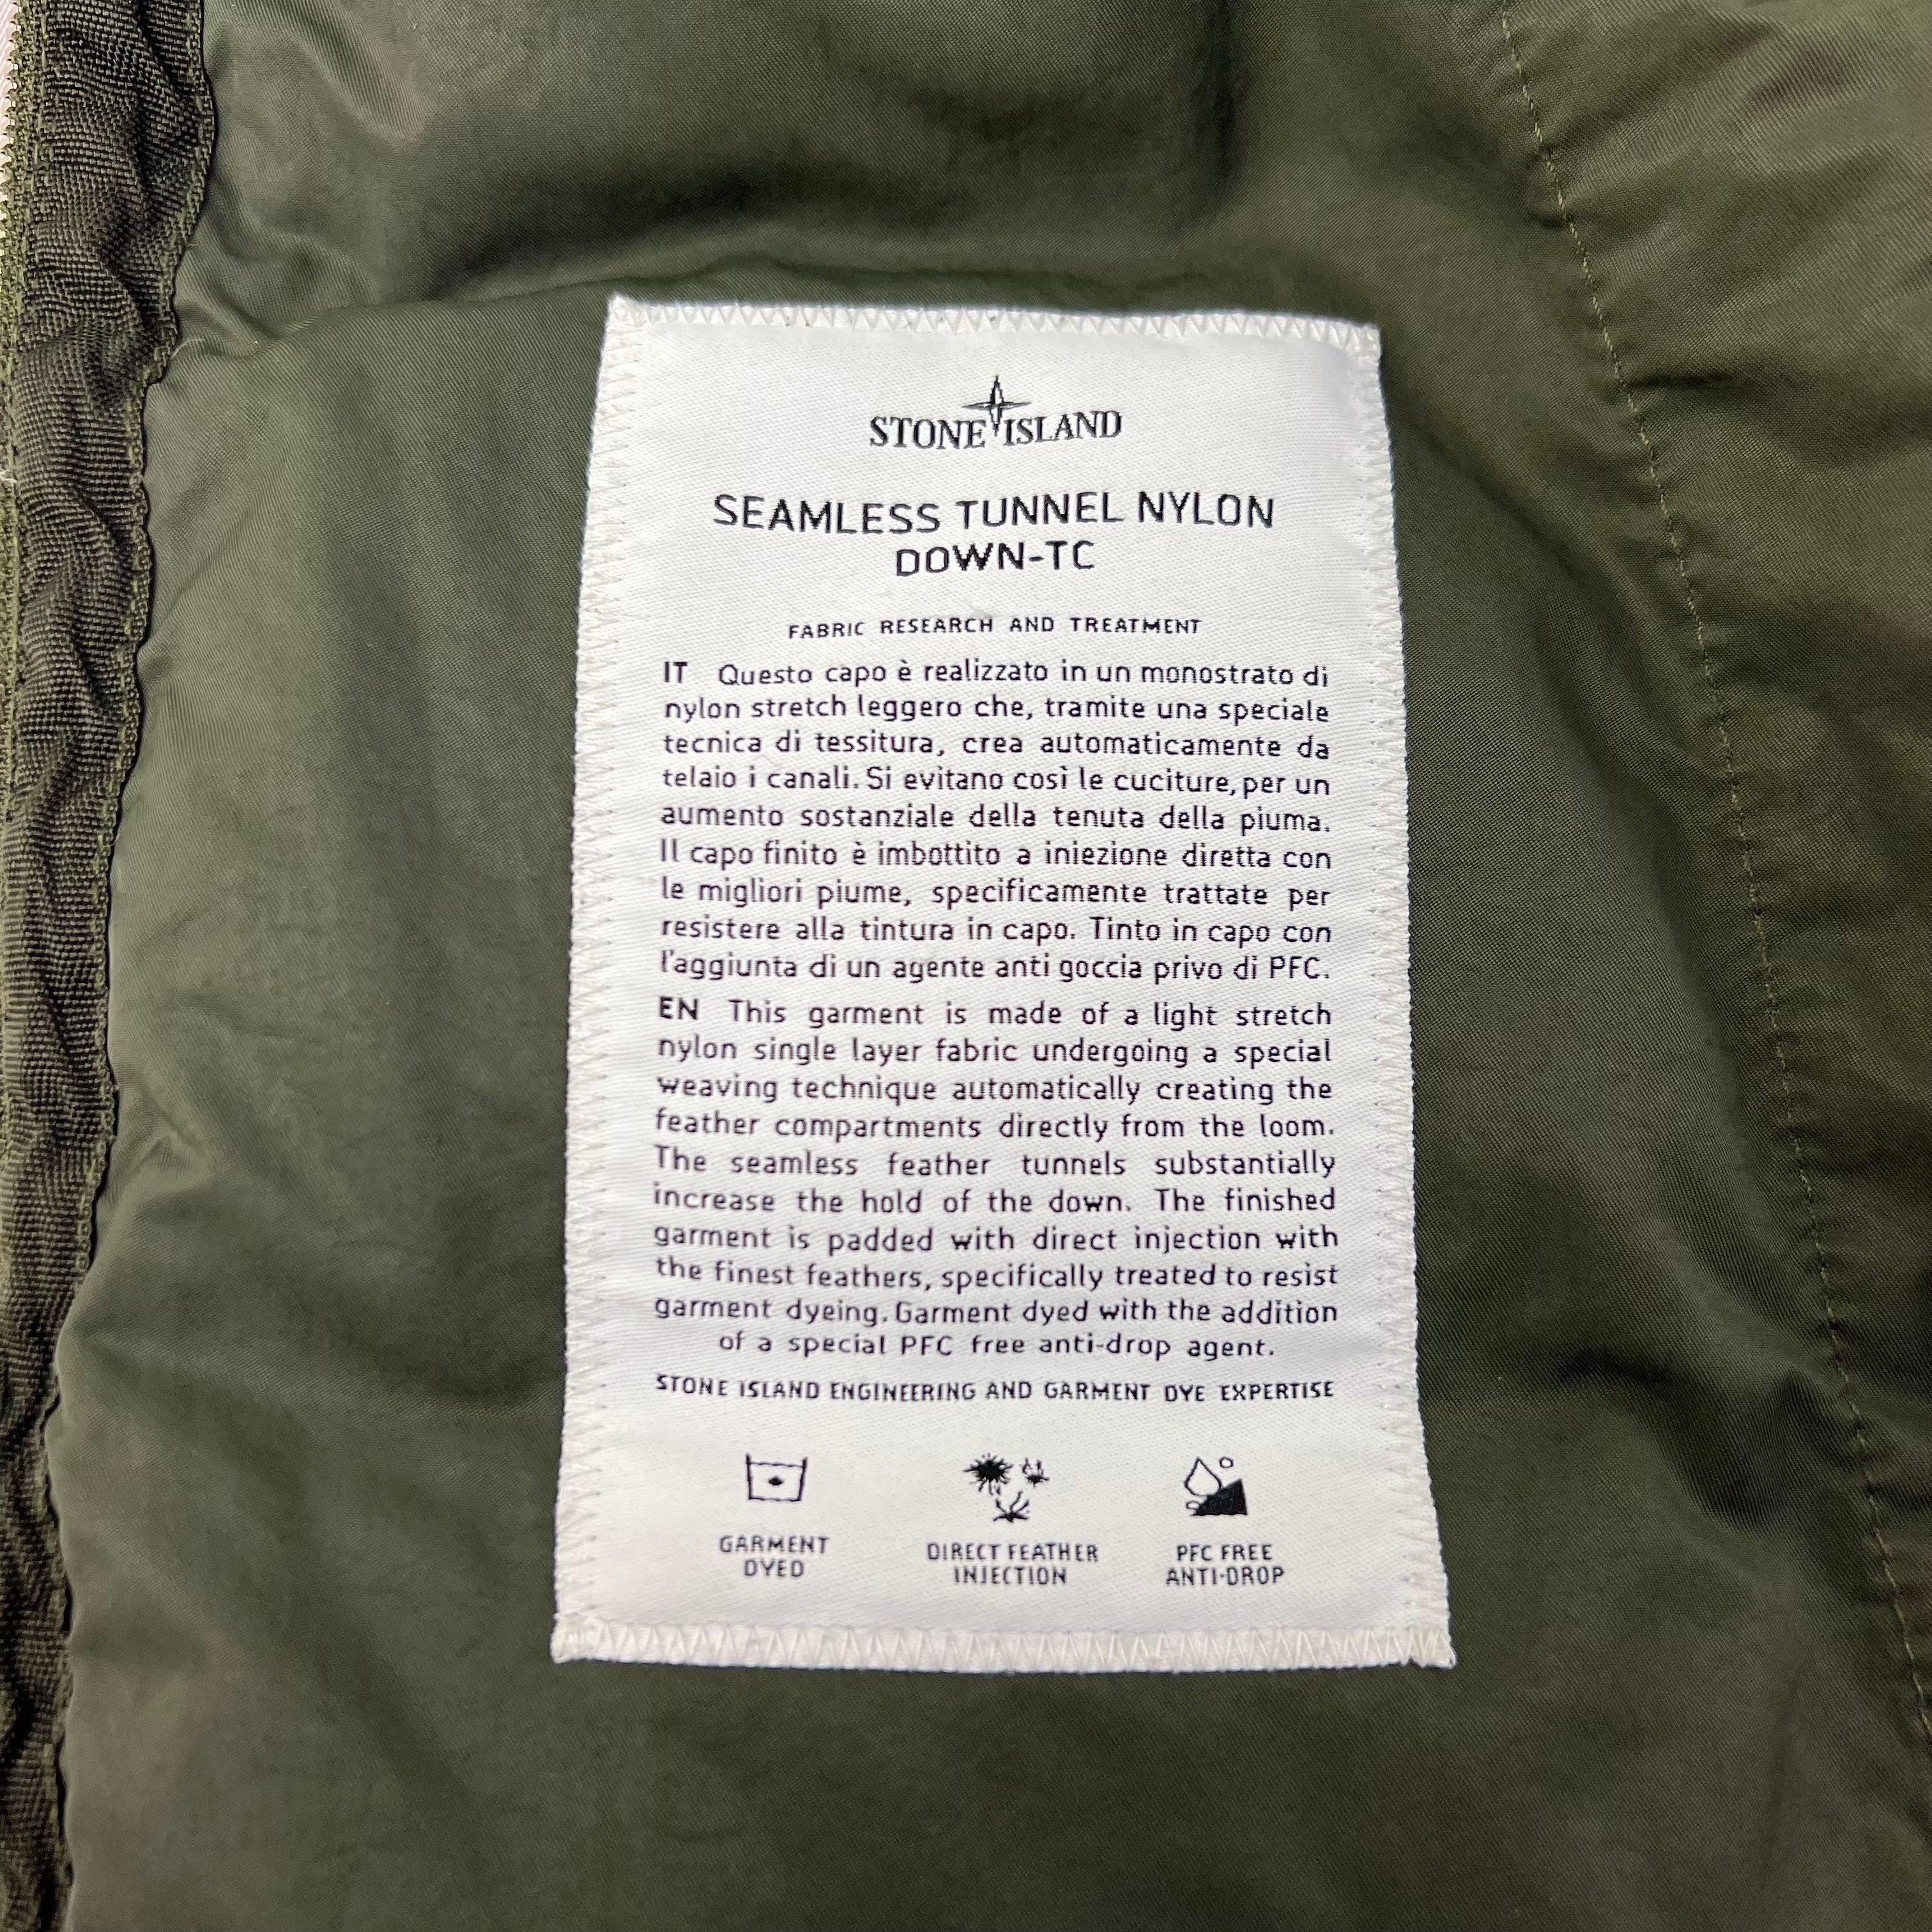 STONE ISLAND
SEAMLESS TUNNEL NYLON
DOWN-TC
FABRIC RESEARCH AND TREATMENT
IT Questo capo è realizzato in un monostrato di
nylon stretch leggero che, tramite una speciale
tecnica di tessitura, crea automaticamente da
telaio i canali. Si evitano così le cuciture, per un
aumento sostanziale della tenuta della piuma.
Il capo finito è imbottito a iniezione diretta con
le migliori piume, specificamente trattate per
resistere alla tintura in capo. Tinto in capo con
l'aggiunta di un agente anti goccia privo di PFC.
EN This garment is made of a light stretch
nylon single layer fabric undergoing a special
weaving technique automatically creating the
feather compartments directly from the loom.
The seamless feather tunnels substantially
increase the hold of the down. The finished
garment is padded with direct injection with
the finest feathers, specifically treated to resist
garment dyeing. Garment dyed with the addition
of a special PFC free anti-drop agent.
STONE ISLAND ENGINEERING AND GARMENT DYE EXPERTISE
GARMENT
DYED
DIRECT FEATHER
INJECTION
PFC FREE
ANTI-DROP